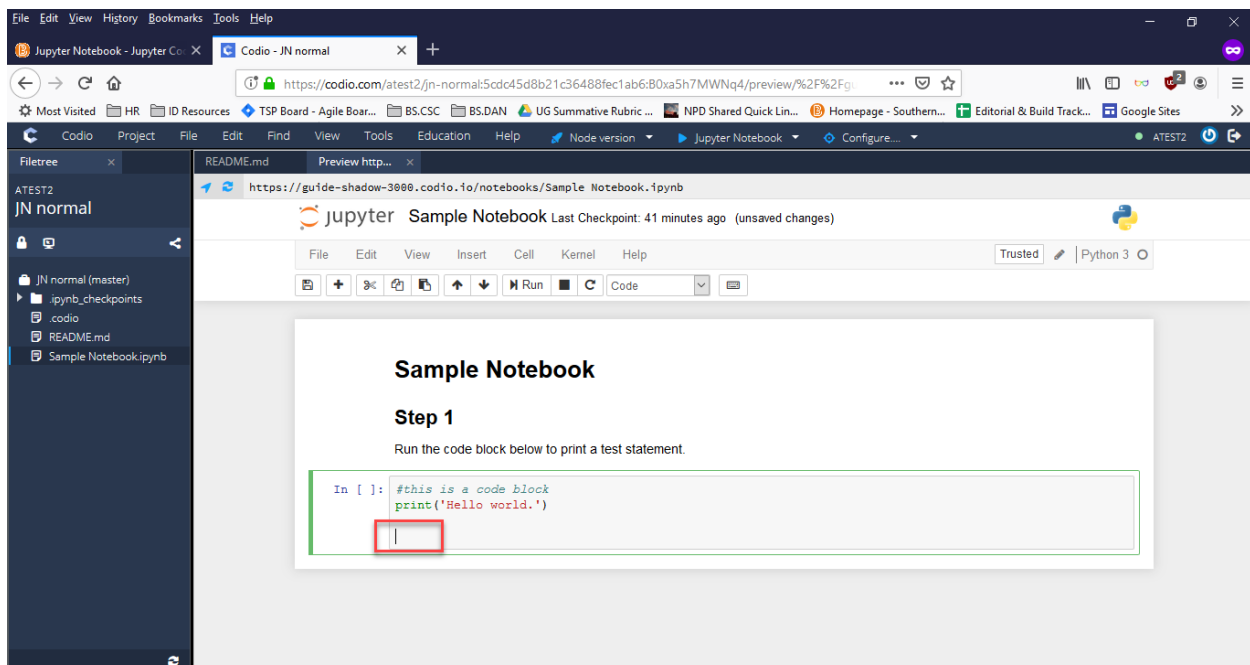 File Edit View History Bookmarks Tools Help
Jupyter Notebook - Jupyter Co
Codio - JN normal
https://codio.com/atest2/jn-normal:5cdc45d8b21c36488fec1ab6:B0xa5h7MWNq4/preview/%2F%2Fg
2
Most Visited HR ID Resources TSP Board - Agile Boar... BS.CSC BS.DAN UG Summative Rubric ... NPD Shared Quick Lin... Homepage - Southern... Editorial & Build Track... Google Sites
Codio Project File Edit Find View Tools Education Help Node version Jupyter Notebook Configure.... ATEST2
Filetree README.md Preview http...
https://guide-shadow-3000.codio.io/notebooks/Sample Notebook.ipynb
ATEST2
JN normal
jupyter Sample Notebook Last Checkpoint: 41 minutes ago (unsaved changes)
File Edit View Insert Cell Kernel Help Trusted Python 3
Run Code
JN normal (master)
.ipynb_checkpoints
.codio
README.md
Sample Notebook.ipynb
Sample Notebook
Step 1
Run the code block below to print a test statement.
In [ ]: #this is a code block
print('Hello world.')